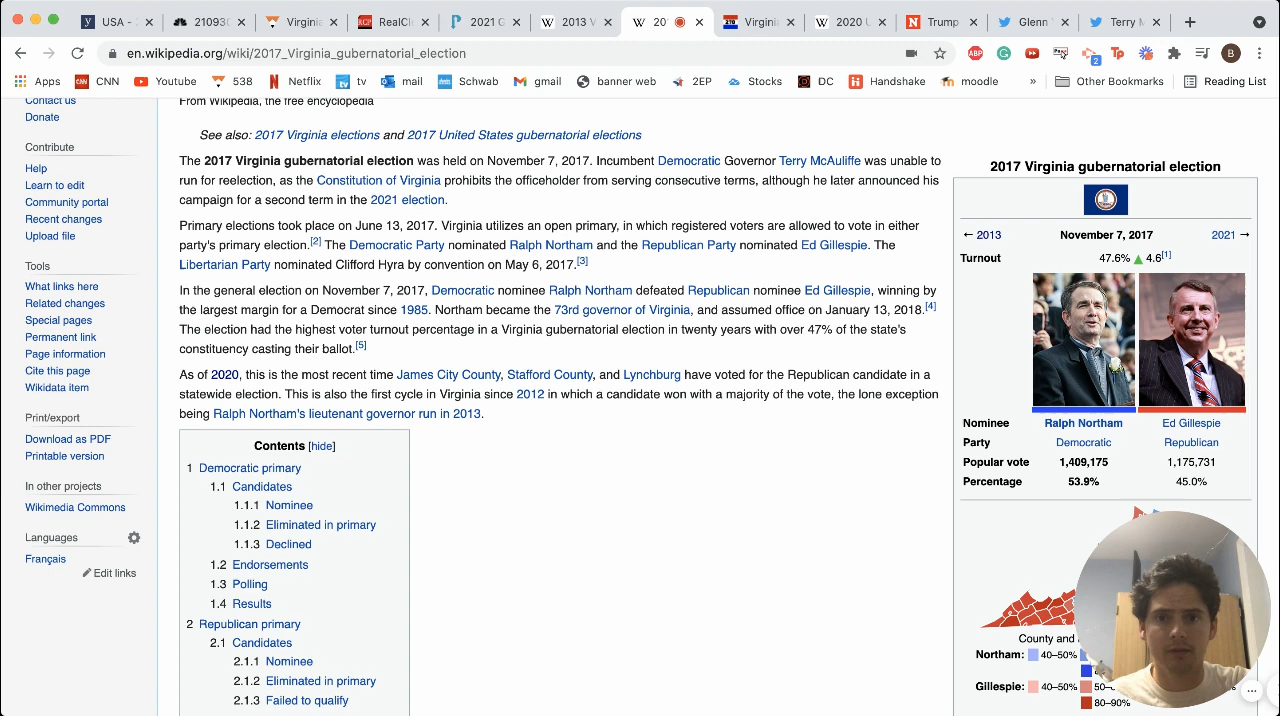 USA -
21093
Virginia
RealCl
2021 G
2013 V
20
Virginia
2020 U
Trump
Glenn
Terry M
en.wikipedia.org/wiki/2017_Virginia_gubernatorial_election
Apps CNN Youtube 538 Netflix tv mail Schwab gmail banner web 2EP Stocks DC Handshake moodle » Other Bookmarks Reading List
Contact us
Donate
Contribute
Help
Learn to edit
Community portal
Recent changes
Upload file
Tools
What links here
Related changes
Special pages
Permanent link
Page information
Cite this page
Wikidata item
Print/export
Download as PDF
Printable version
In other projects
Wikimedia Commons
Languages
Français
Edit links
From Wikipedia, the free encyclopedia
See also: 2017 Virginia elections and 2017 United States gubernatorial elections
The 2017 Virginia gubernatorial election was held on November 7, 2017. Incumbent Democratic Governor Terry McAuliffe was unable to
run for reelection, as the Constitution of Virginia prohibits the officeholder from serving consecutive terms, although he later announced his
campaign for a second term in the 2021 election.
Primary elections took place on June 13, 2017. Virginia utilizes an open primary, in which registered voters are allowed to vote in either
party's primary election.[2] The Democratic Party nominated Ralph Northam and the Republican Party nominated Ed Gillespie. The
Libertarian Party nominated Clifford Hyra by convention on May 6, 2017.[3]
In the general election on November 7, 2017, Democratic nominee Ralph Northam defeated Republican nominee Ed Gillespie, winning by
the largest margin for a Democrat since 1985. Northam became the 73rd governor of Virginia, and assumed office on January 13, 2018.[4]
The election had the highest voter turnout percentage in a Virginia gubernatorial election in twenty years with over 47% of the state's
constituency casting their ballot.[5]
As of 2020, this is the most recent time James City County, Stafford County, and Lynchburg have voted for the Republican candidate in a
statewide election. This is also the first cycle in Virginia since 2012 in which a candidate won with a majority of the vote, the lone exception
being Ralph Northam's lieutenant governor run in 2013.
Contents [hide]
1 Democratic primary
1.1 Candidates
1.1.1 Nominee
1.1.2 Eliminated in primary
1.1.3 Declined
1.2 Endorsements
1.3 Polling
1.4 Results
2 Republican primary
2.1 Candidates
2.1.1 Nominee
2.1.2 Eliminated in primary
2.1.3 Failed to qualify
2017 Virginia gubernatorial election
← 2013 November 7, 2017 2021 →
Turnout 47.6% ▲ 4.6[1]
Nominee Ralph Northam Ed Gillespie
Party Democratic Republican
Popular vote 1,409,175 1,175,731
Percentage 53.9% 45.0%
County and
Northam: 40–50%
Gillespie: 40–50% 50–
80–90%